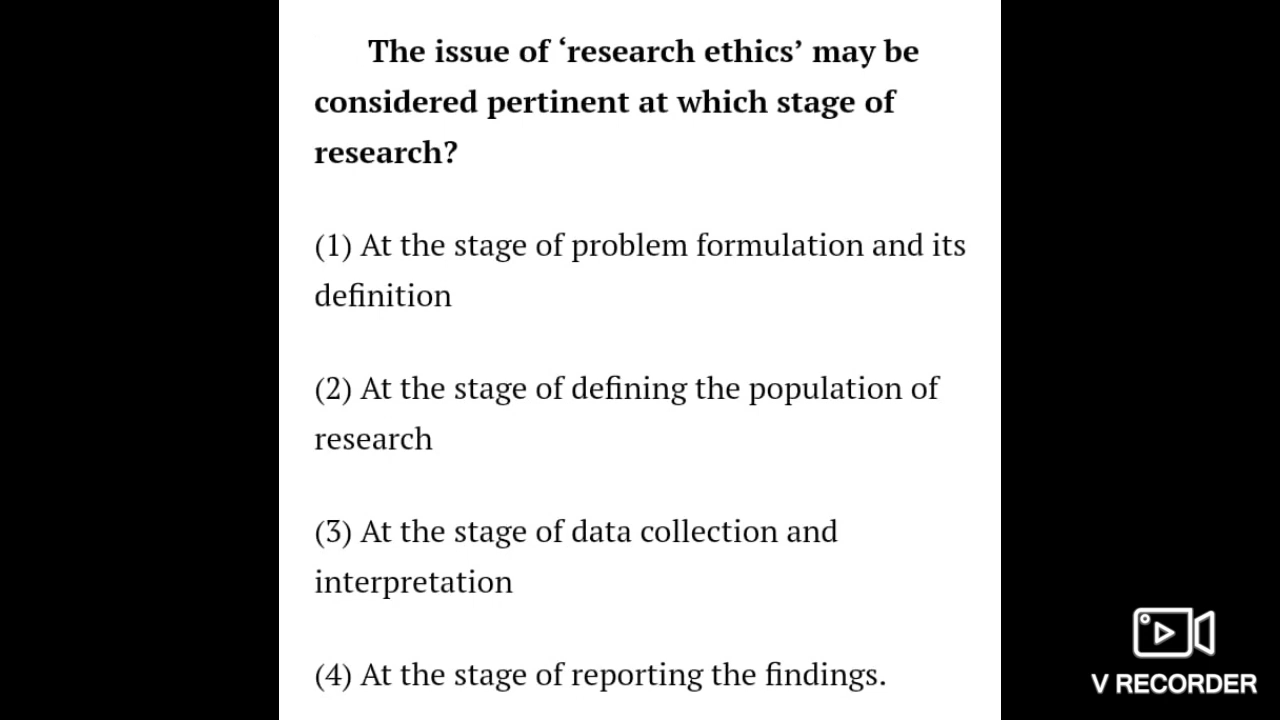 The issue of ‘research ethics’ may be
considered pertinent at which stage of
research?
(1) At the stage of problem formulation and its
definition
(2) At the stage of defining the population of
research
(3) At the stage of data collection and
interpretation
(4) At the stage of reporting the findings.
V RECORDER